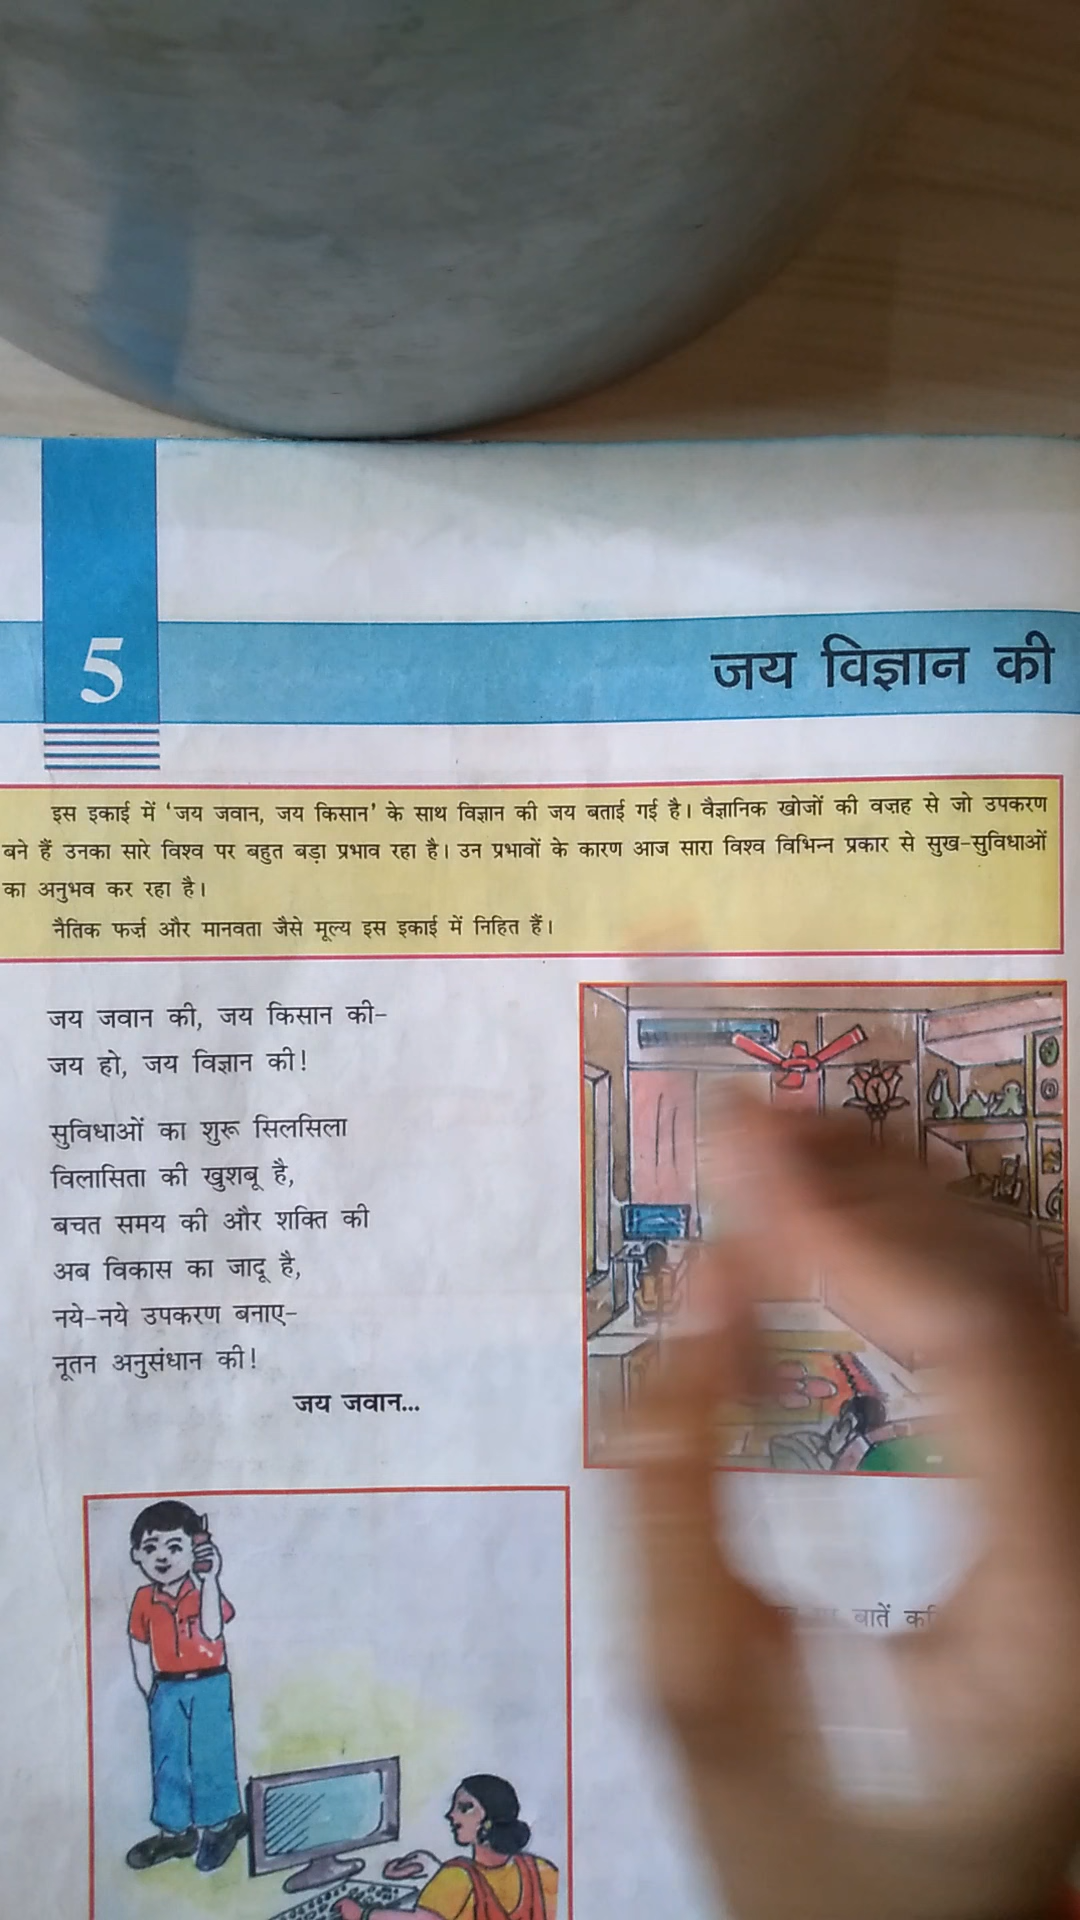 5
जय विज्ञान की
इस इकाई में ‘जय जवान, जय किसान’ के साथ विज्ञान की जय बताई गई है। वैज्ञानिक खोजों की वज़ह से जो उपकरण
बने हैं उनका सारे विश्व पर बहुत बड़ा प्रभाव रहा है। उन प्रभावों के कारण आज सारा विश्व विभिन्न प्रकार से सुख-सुविधाओं
का अनुभव कर रहा है।
नैतिक फर्ज़ और मानवता जैसे मूल्य इस इकाई में निहित हैं।
जय जवान की, जय किसान की-
जय हो, जय विज्ञान की!
सुविधाओं का शुरू सिलसिला
विलासिता की खुशबू है,
बचत समय की और शक्ति की
अब विकास का जादू है,
नये-नये उपकरण बनाए-
नूतन अनुसंधान की!
जय जवान...
बातें